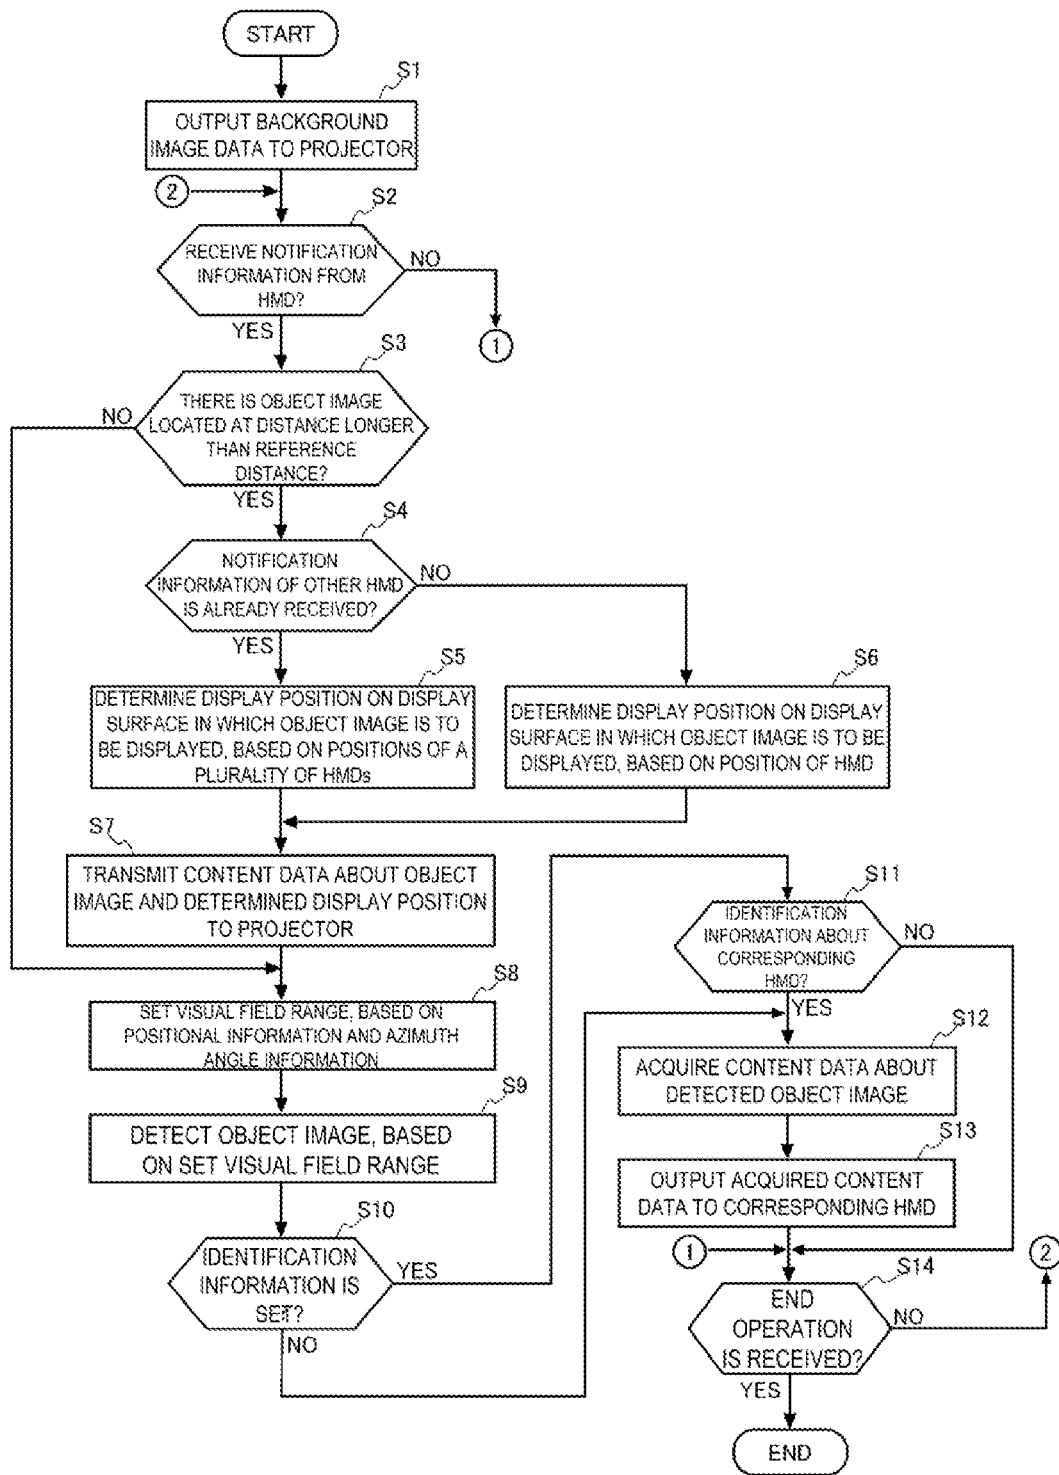 START
S1
OUTPUT BACKGROUND
IMAGE DATA TO PROJECTOR
2
S2
RECEIVE NOTIFICATION
INFORMATION FROM
HMD?
NO
1
YES
S3
THERE IS OBJECT IMAGE
LOCATED AT DISTANCE LONGER
THAN REFERENCE
DISTANCE?
NO
YES
S4
NOTIFICATION
INFORMATION OF OTHER HMD
IS ALREADY RECEIVED?
NO
YES
S5
DETERMINE DISPLAY POSITION ON DISPLAY
SURFACE IN WHICH OBJECT IMAGE IS TO
BE DISPLAYED, BASED ON POSITIONS OF A
PLURALITY OF HMDs
S6
DETERMINE DISPLAY POSITION ON DISPLAY
SURFACE IN WHICH OBJECT IMAGE IS TO BE
DISPLAYED, BASED ON POSITION OF HMD
S7
TRANSMIT CONTENT DATA ABOUT OBJECT
IMAGE AND DETERMINED DISPLAY POSITION
TO PROJECTOR
S8
SET VISUAL FIELD RANGE, BASED ON
POSITIONAL INFORMATION AND AZIMUTH
ANGLE INFORMATION
S9
DETECT OBJECT IMAGE, BASED
ON SET VISUAL FIELD RANGE
S10
IDENTIFICATION
INFORMATION IS
SET?
YES
NO
S11
IDENTIFICATION
INFORMATION ABOUT
CORRESPONDING
HMD?
NO
YES
S12
ACQUIRE CONTENT DATA ABOUT
DETECTED OBJECT IMAGE
S13
OUTPUT ACQUIRED CONTENT
DATA TO CORRESPONDING HMD
1
2
S14
END
OPERATION
IS RECEIVED?
NO
YES
END